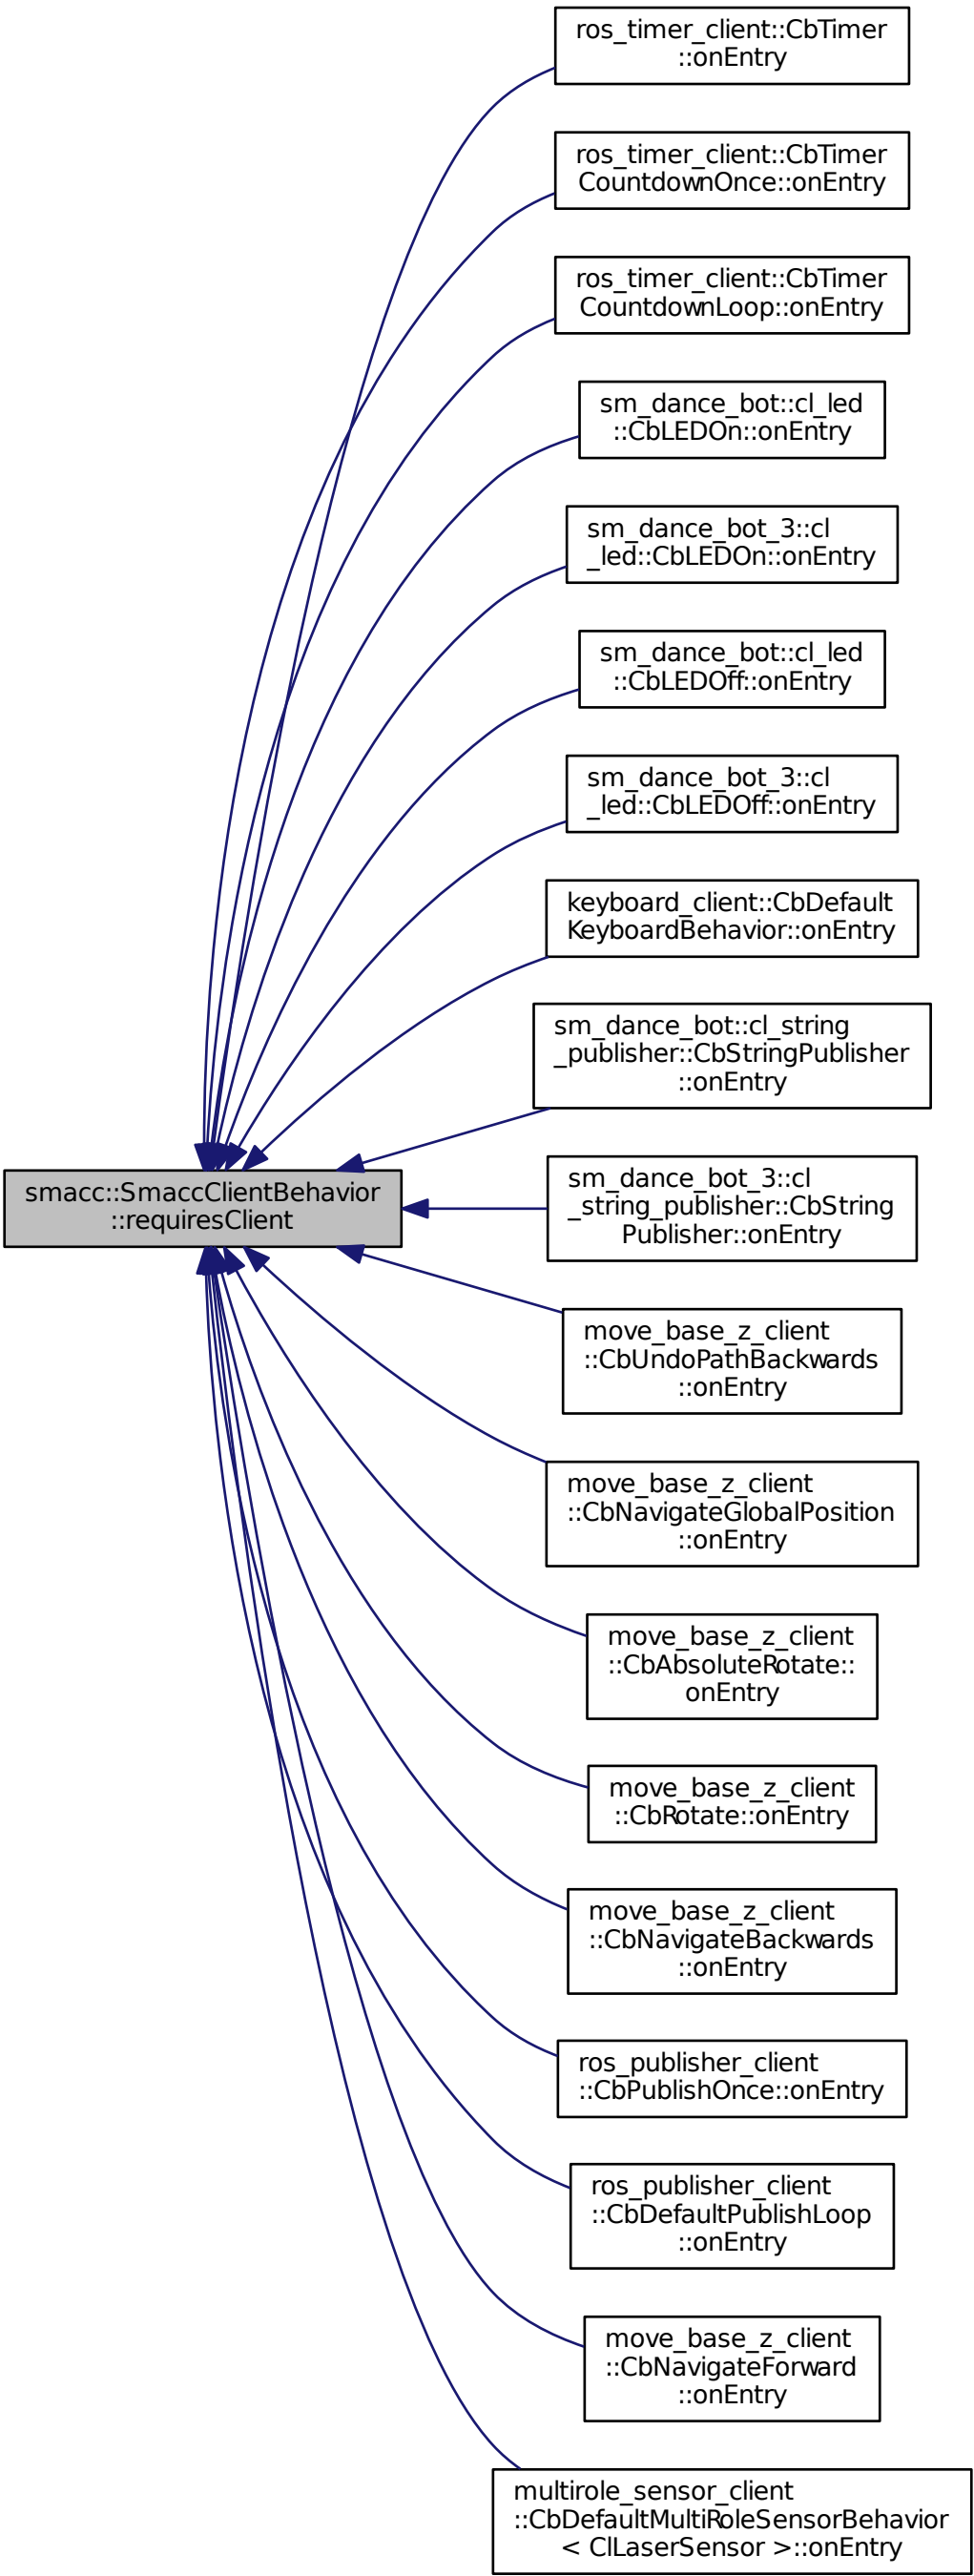 ros_timer_client::CbTimer
::onEntry
ros_timer_client::CbTimer
CountdownOnce::onEntry
ros_timer_client::CbTimer
CountdownLoop::onEntry
sm_dance_bot::cl_led
::CbLEDOn::onEntry
sm_dance_bot_3::cl
_led::CbLEDOn::onEntry
sm_dance_bot::cl_led
::CbLEDOff::onEntry
sm_dance_bot_3::cl
_led::CbLEDOff::onEntry
keyboard_client::CbDefault
KeyboardBehavior::onEntry
sm_dance_bot::cl_string
_publisher::CbStringPublisher
::onEntry
smacc::SmaccClientBehavior
::requiresClient
sm_dance_bot_3::cl
_string_publisher::CbString
Publisher::onEntry
move_base_z_client
::CbUndoPathBackwards
::onEntry
move_base_z_client
::CbNavigateGlobalPosition
::onEntry
move_base_z_client
::CbAbsoluteRotate::
onEntry
move_base_z_client
::CbRotate::onEntry
move_base_z_client
::CbNavigateBackwards
::onEntry
ros_publisher_client
::CbPublishOnce::onEntry
ros_publisher_client
::CbDefaultPublishLoop
::onEntry
move_base_z_client
::CbNavigateForward
::onEntry
multirole_sensor_client
::CbDefaultMultiRoleSensorBehavior
< ClLaserSensor >::onEntry